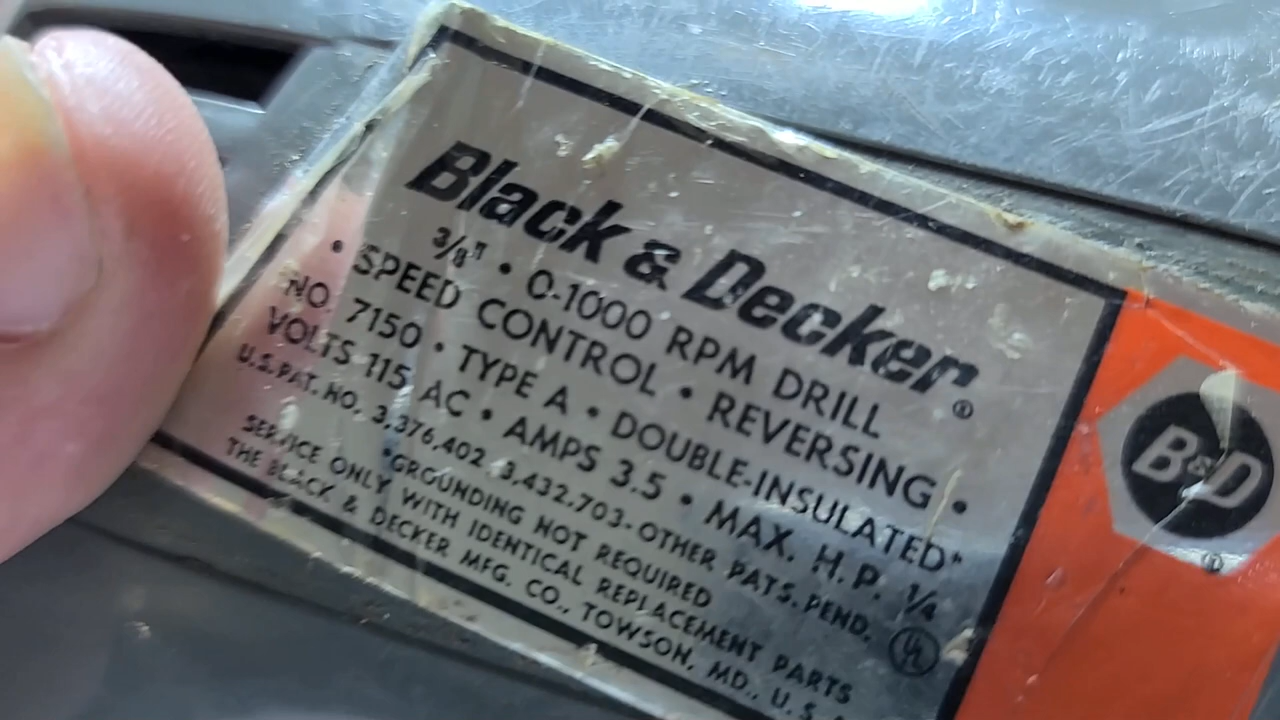 Black & Decker®
3/8" • 0-1000 RPM DRILL
• SPEED CONTROL • REVERSING •
NO. 7150 • TYPE A • DOUBLE-INSULATED*
VOLTS 115 AC • AMPS 3.5 • MAX. H.P. 1/4
U.S.PAT. NO. 3,376,402 3,432,703-OTHER PATS. PEND.
*GROUNDING NOT REQUIRED
SERVICE ONLY WITH IDENTICAL REPLACEMENT PARTS
THE BLACK & DECKER MFG. CO., TOWSON, MD., U.S.A
UL
B&D
®